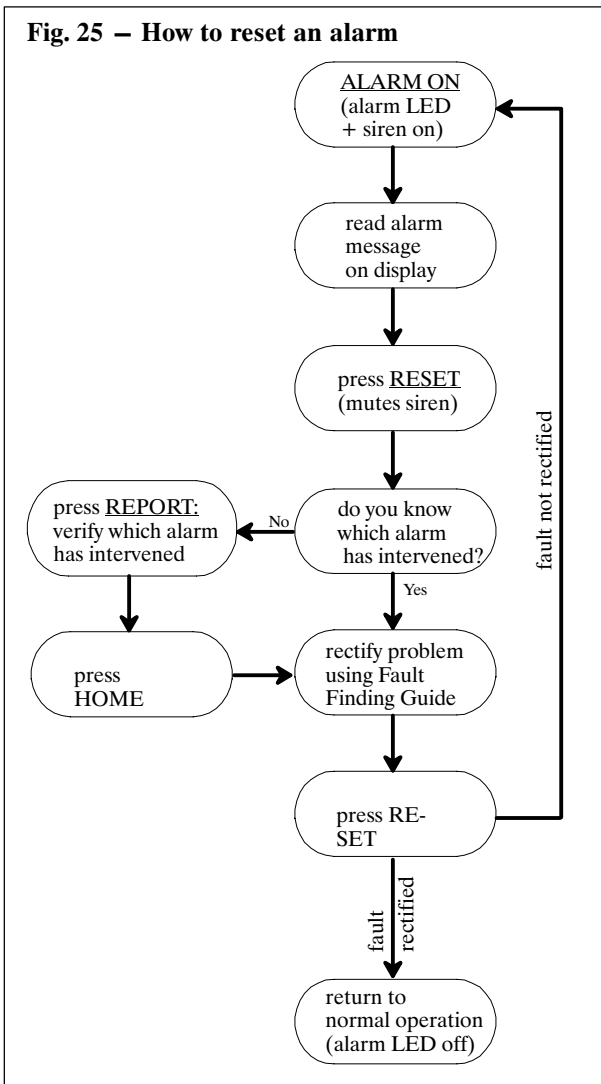 Fig. 25 – How to reset an alarm
ALARM ON
(alarm LED
+ siren on)
read alarm
message
on display
press RESET
(mutes siren)
do you know
which alarm
has intervened?
No
press REPORT:
verify which alarm
has intervened
press
HOME
Yes
rectify problem
using Fault
Finding Guide
press RE-
SET
fault not rectified
fault
rectified
return to
normal operation
(alarm LED off)